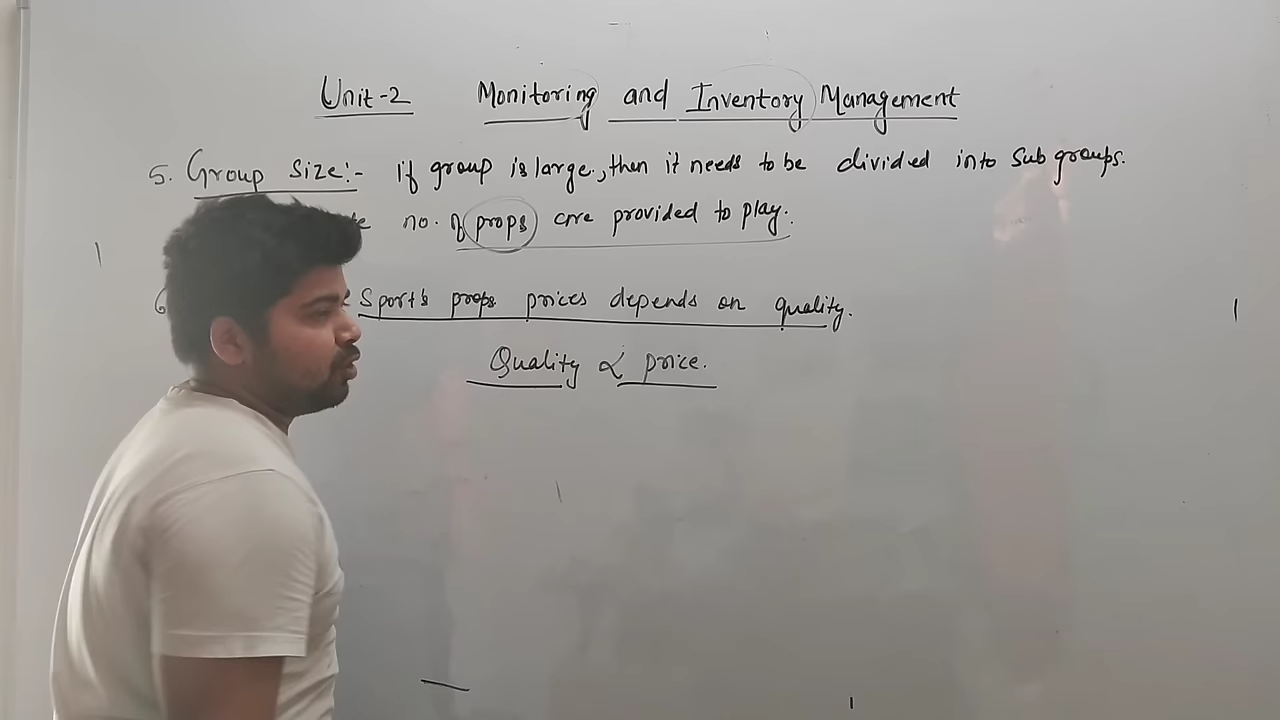 Unit-2 Monitoring and Inventory Management
5. Group Size:- if group is large, then it needs to be divided into Sub groups.
no. of props are provided to play.
6 Sport's props prices depends on quality.
Quality ∝ price.